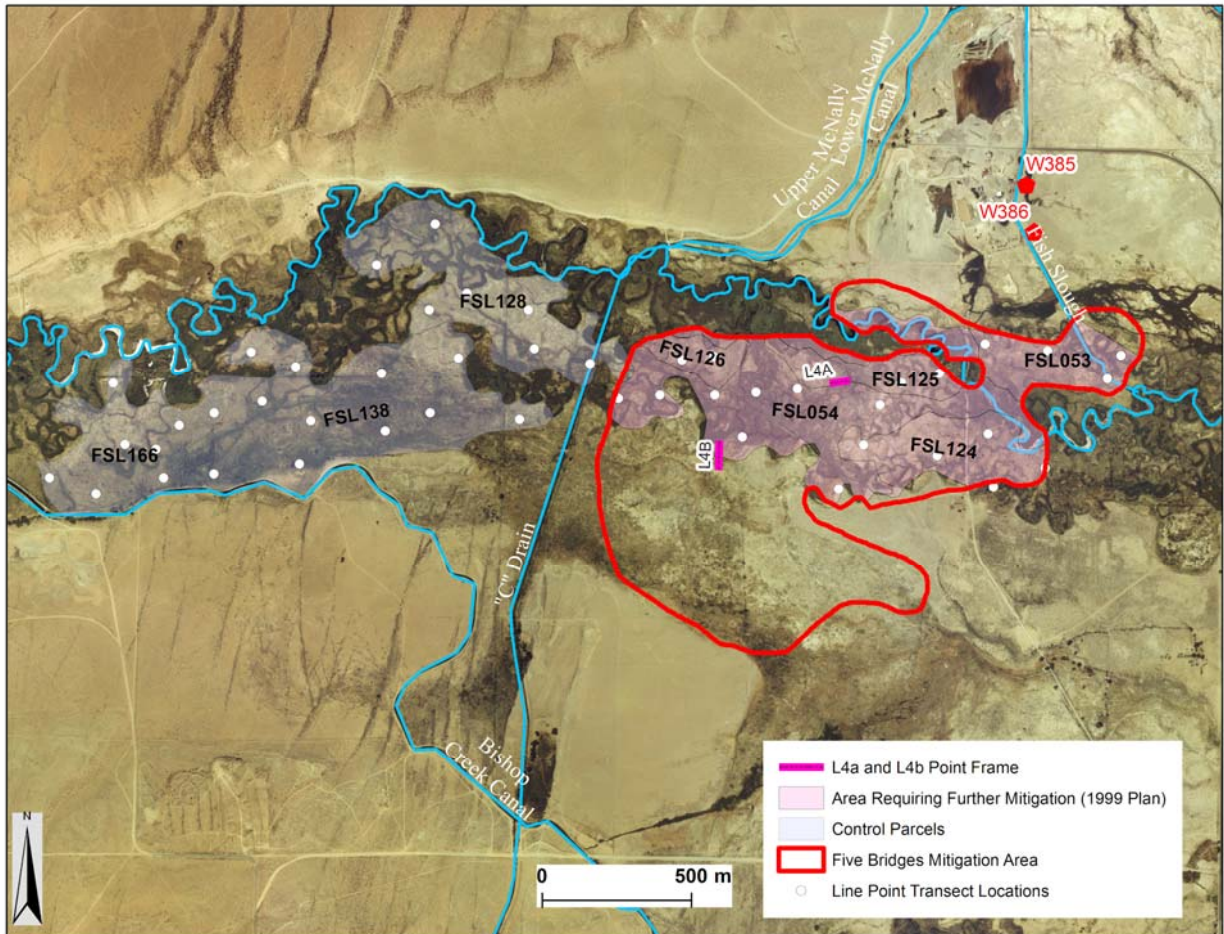 Upper McNally
Canal
Lower McNally
Canal
W385
W386
Fish Slough
FSL128
FSL126
L4A
FSL125
FSL053
FSL138
FSL054
FSL166
L4B
FSL124
"C" Drain
Bishop
Creek Canal
N
0
500 m
L4a and L4b Point Frame
Area Requiring Further Mitigation (1999 Plan)
Control Parcels
Five Bridges Mitigation Area
Line Point Transect Locations